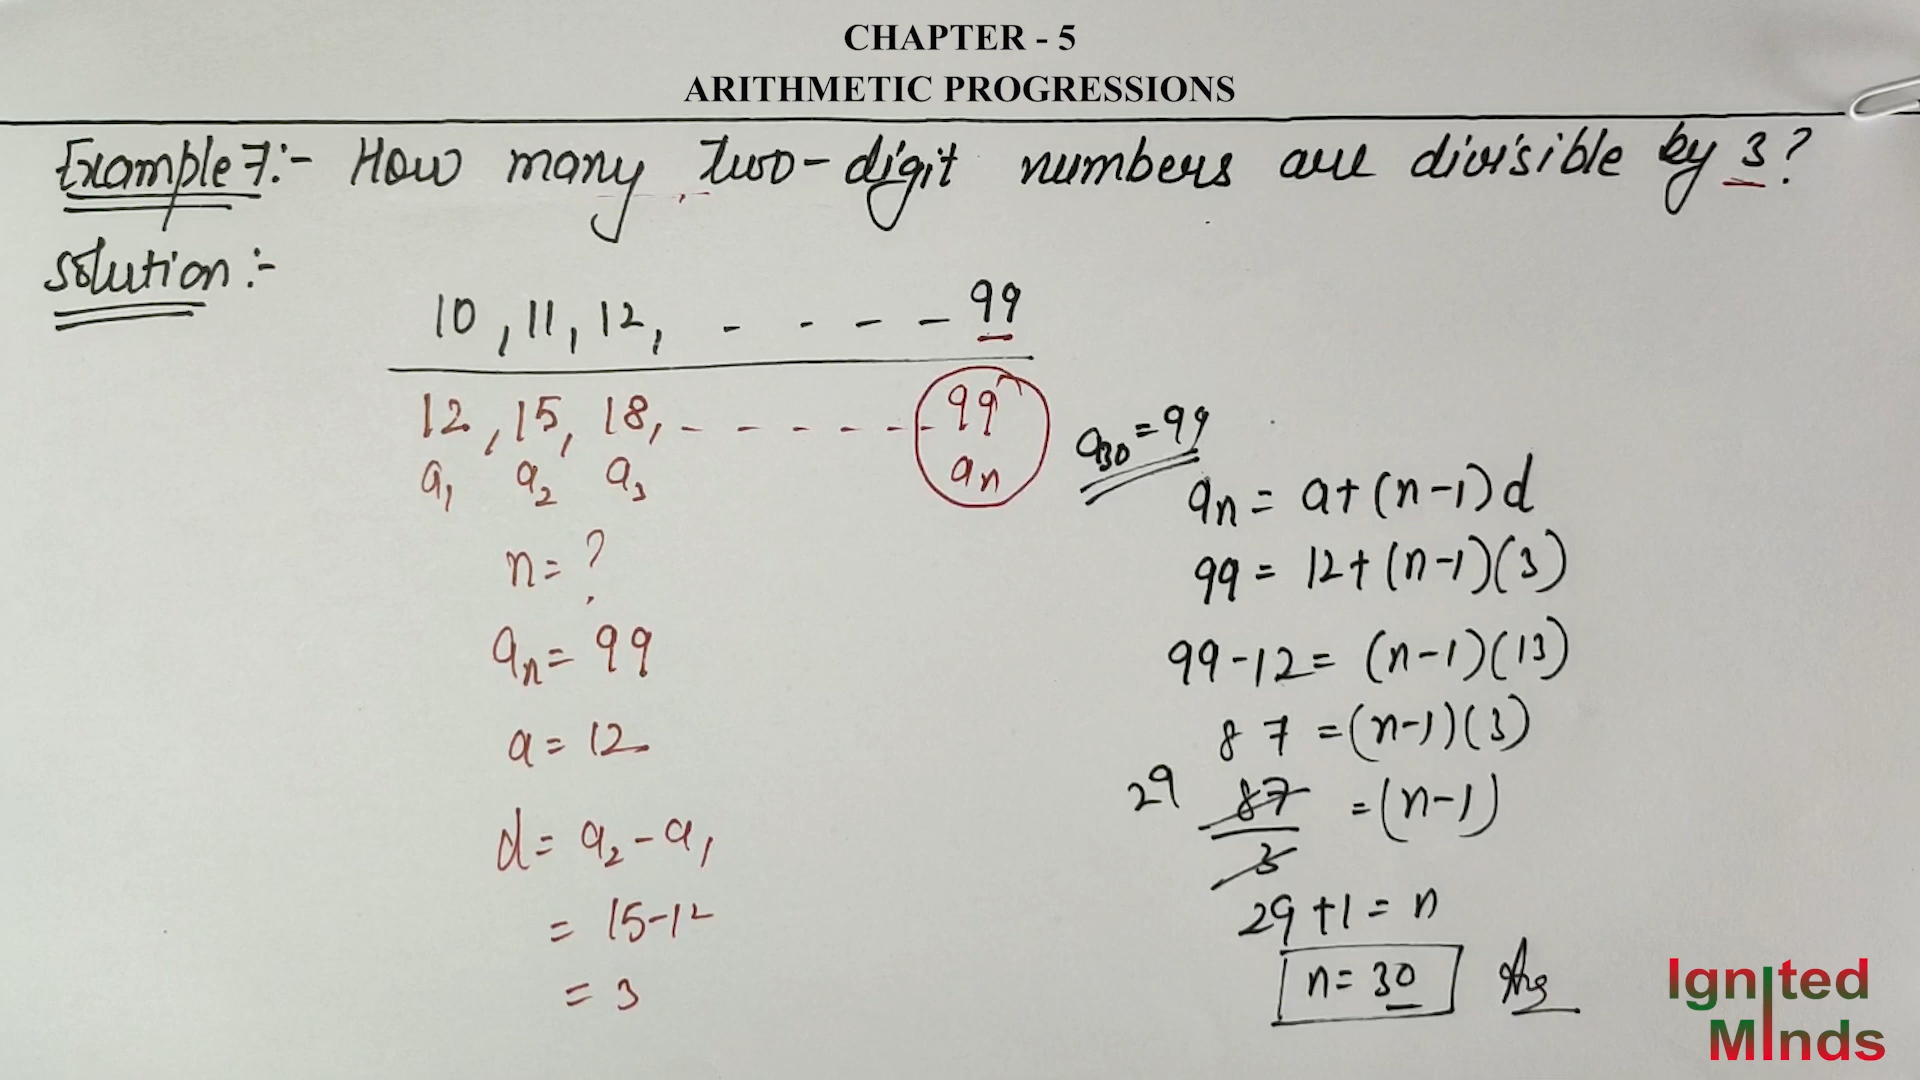 CHAPTER - 5
ARITHMETIC PROGRESSIONS
Example 7:- How many two-digit numbers are divisible by 3?
Solution :-
10, 11, 12, - - - - - 99
12, 15, 18, - - - - - - 99
a₁ a₂ a₃ aₙ
n = ?
aₙ = 99
a = 12
d = a₂ - a₁
= 15 - 12
= 3
a₃₀ = 99
aₙ = a + (n-1) d
99 = 12 + (n-1)(3)
99 - 12 = (n-1)(13)
87 = (n-1)(3)
29 87/3 = (n-1)
29 + 1 = n
n = 30 Ans
Ignited
Minds